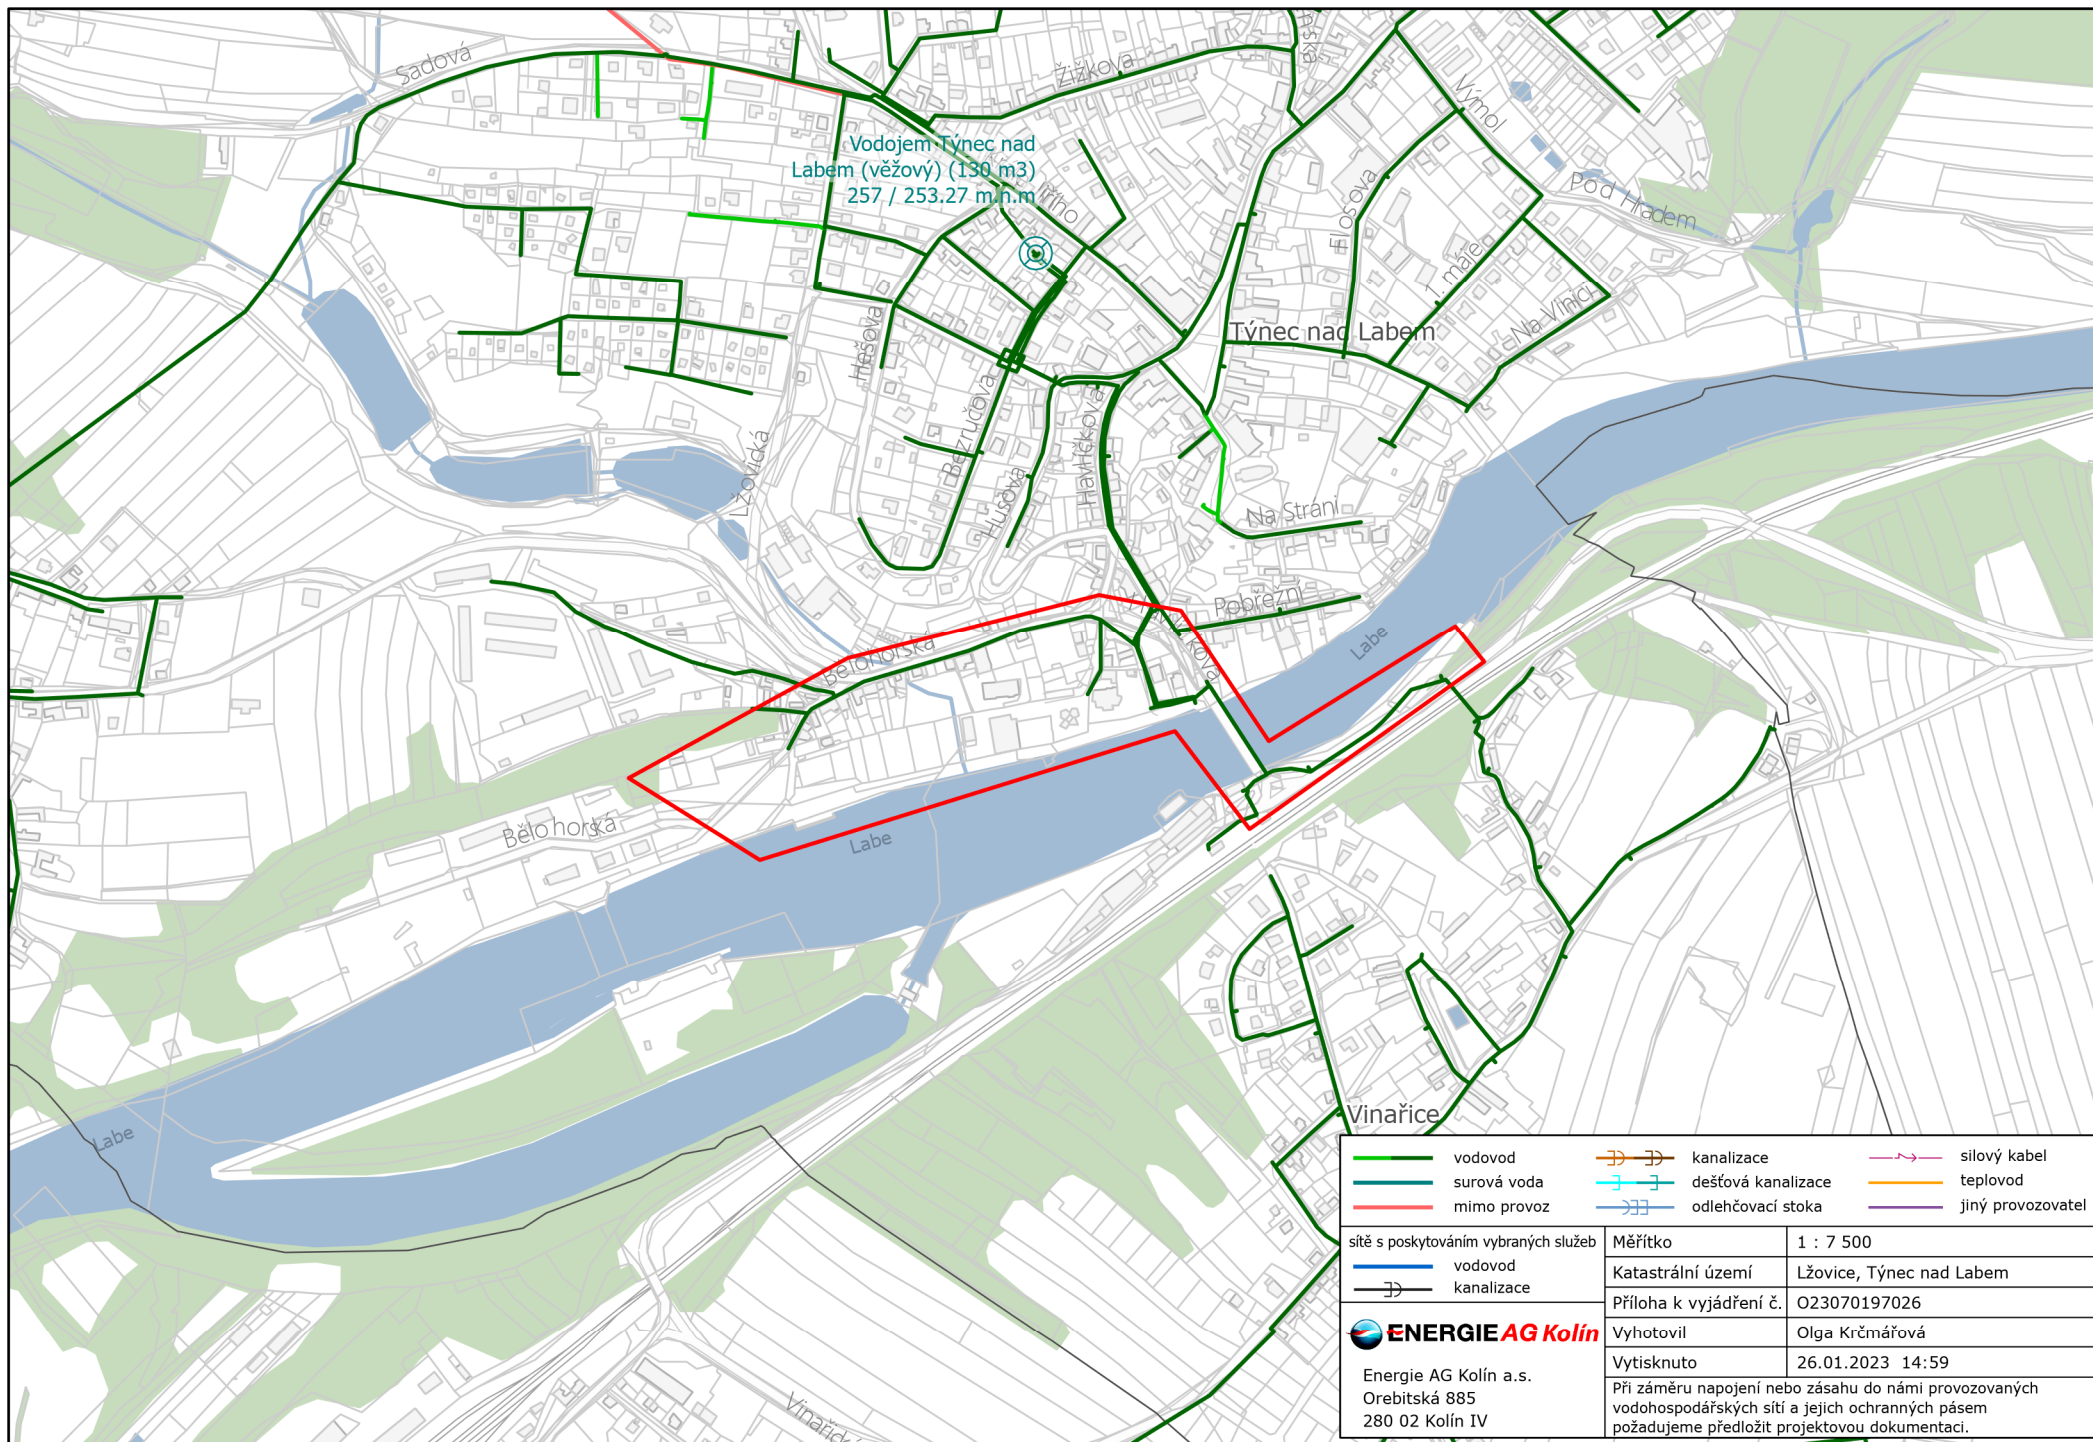 Sadová
Žižkova
nská
Výmol
Vodojem Týnec nad
Labem (věžový) (130 m3)
257 / 253.27 m.n.m
Jiřího
Flosova
Pod Hradem
1. máje
Na Vinici
Týnec nad Labem
Hešova
Bezručova
Havlíčkova
Husova
Lžovická
Na Stráni
Pobřežní
Labe
Bělohorská
Bělohorská
Labe
Labe
Vinařice
Vinařick
vodovod
surová voda
mimo provoz
kanalizace
dešťová kanalizace
odlehčovací stoka
silový kabel
teplovod
jiný provozovatel
sítě s poskytováním vybraných služeb
vodovod
kanalizace
Měřítko 1 : 7 500
Katastrální území Lžovice, Týnec nad Labem
Příloha k vyjádření č. O23070197026
Vyhotovil Olga Krčmářová
Vytisknuto 26.01.2023 14:59
ENERGIE AG Kolín
Energie AG Kolín a.s.
Orebitská 885
280 02 Kolín IV
Při záměru napojení nebo zásahu do námi provozovaných
vodohospodářských sítí a jejich ochranných pásem
požadujeme předložit projektovou dokumentaci.